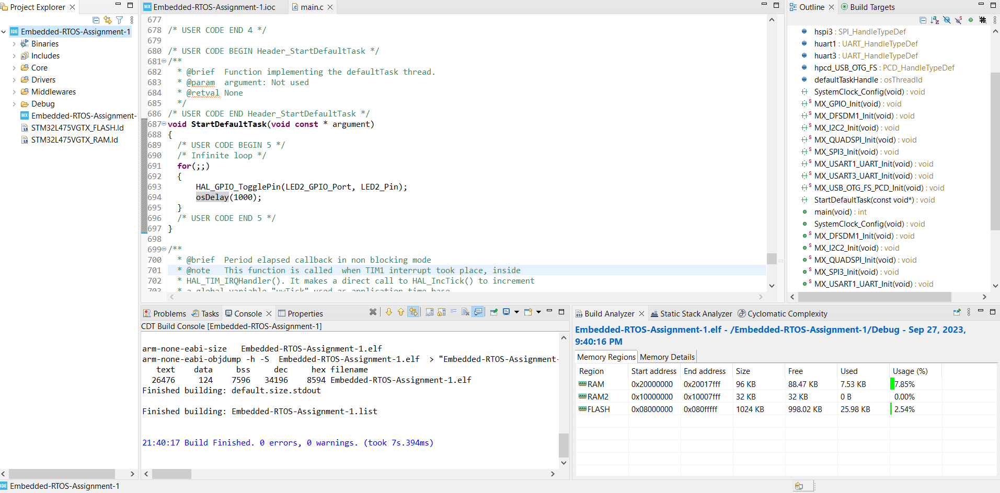 Project Explorer
Embedded-RTOS-Assignment-1
Binaries
Includes
Core
Drivers
Middlewares
Debug
Embedded-RTOS-Assignment-
STM32L475VGTX_FLASH.ld
STM32L475VGTX_RAM.ld
Embedded-RTOS-Assignment-1.ioc
main.c
677
678 /* USER CODE END 4 */
679
680 /* USER CODE BEGIN Header_StartDefaultTask */
681 /**
682 * @brief Function implementing the defaultTask thread.
683 * @param argument: Not used
684 * @retval None
685 */
686 /* USER CODE END Header_StartDefaultTask */
687 void StartDefaultTask(void const * argument)
688 {
689 /* USER CODE BEGIN 5 */
690 /* Infinite loop */
691 for(;;)
692 {
693 HAL_GPIO_TogglePin(LED2_GPIO_Port, LED2_Pin);
694 osDelay(1000);
695 }
696 /* USER CODE END 5 */
697 }
698
699 /**
700 * @brief Period elapsed callback in non blocking mode
701 * @note This function is called when TIM1 interrupt took place, inside
702 * HAL_TIM_IRQHandler(). It makes a direct call to HAL_IncTick() to increment
703 * a global variable "uwTick" used as application time base.
Outline
Build Targets
hspi3 : SPI_HandleTypeDef
huart1 : UART_HandleTypeDef
huart3 : UART_HandleTypeDef
hpcd_USB_OTG_FS : PCD_HandleTypeDef
defaultTaskHandle : osThreadId
SystemClock_Config(void) : void
MX_GPIO_Init(void) : void
MX_DFSDM1_Init(void) : void
MX_I2C2_Init(void) : void
MX_QUADSPI_Init(void) : void
MX_SPI3_Init(void) : void
MX_USART1_UART_Init(void) : void
MX_USART3_UART_Init(void) : void
MX_USB_OTG_FS_PCD_Init(void) : void
StartDefaultTask(const void*) : void
main(void) : int
SystemClock_Config(void) : void
MX_DFSDM1_Init(void) : void
MX_I2C2_Init(void) : void
MX_QUADSPI_Init(void) : void
MX_SPI3_Init(void) : void
MX_USART1_UART_Init(void) : void
Problems Tasks Console Properties
CDT Build Console [Embedded-RTOS-Assignment-1]
arm-none-eabi-size Embedded-RTOS-Assignment-1.elf
arm-none-eabi-objdump -h -S Embedded-RTOS-Assignment-1.elf > "Embedded-RTOS-Assignment-
text data bss dec hex filename
26476 124 7596 34196 8594 Embedded-RTOS-Assignment-1.elf
Finished building: default.size.stdout
Finished building: Embedded-RTOS-Assignment-1.list
21:40:17 Build Finished. 0 errors, 0 warnings. (took 7s.394ms)
Build Analyzer Static Stack Analyzer Cyclomatic Complexity
Embedded-RTOS-Assignment-1.elf - /Embedded-RTOS-Assignment-1/Debug - Sep 27, 2023,
9:40:16 PM
Memory Regions Memory Details
Region Start address End address Size Free Used Usage (%)
RAM 0x20000000 0x20017fff 96 KB 88.47 KB 7.53 KB 7.85%
RAM2 0x10000000 0x10007fff 32 KB 32 KB 0 B 0.00%
FLASH 0x08000000 0x080fffff 1024 KB 998.02 KB 25.98 KB 2.54%
Embedded-RTOS-Assignment-1